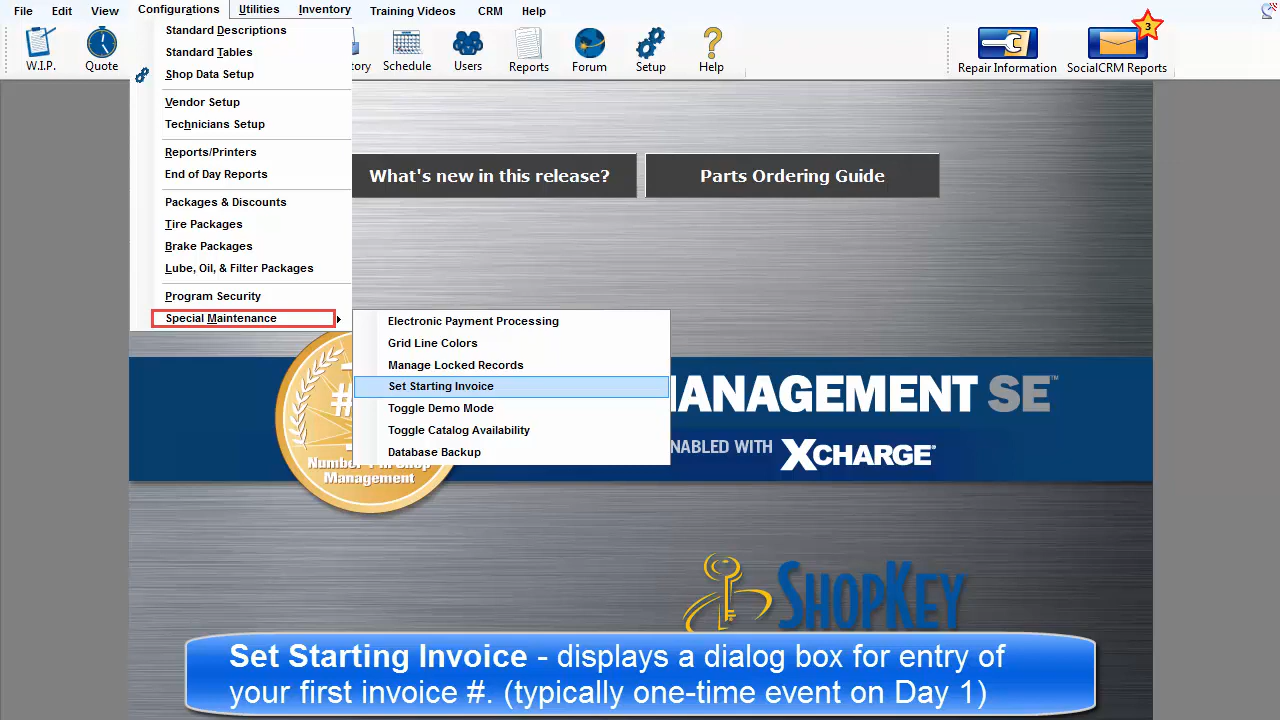 File Edit View Configurations Utilities Inventory Training Videos CRM Help
W.I.P. Quote Schedule Users Reports Forum Setup Help Repair Information SocialCRM Reports
3
Standard Descriptions
Standard Tables
Shop Data Setup
Vendor Setup
Technicians Setup
Reports/Printers
End of Day Reports
Packages & Discounts
Tire Packages
Brake Packages
Lube, Oil, & Filter Packages
Program Security
Special Maintenance
What's new in this release?
Parts Ordering Guide
Electronic Payment Processing
Grid Line Colors
Manage Locked Records
Set Starting Invoice
Toggle Demo Mode
Toggle Catalog Availability
Database Backup
MANAGEMENT SE™
XCHARGE®
Management
SHOPKEY
Set Starting Invoice - displays a dialog box for entry of
your first invoice #. (typically one-time event on Day 1)